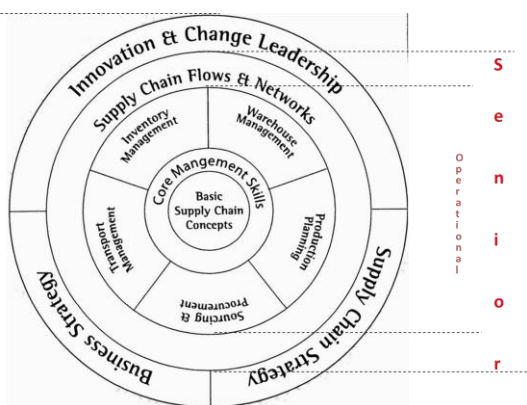 Innovation & Change Leadership
Supply Chain Flows & Networks
Inventory
Management
Warehouse
Management
Core Mangement Skills
Basic
Supply Chain
Concepts
Transport
Management
Production
Planning
Sourcing &
Procurement
Business Strategy
Supply Chain Strategy
Operational
Senior